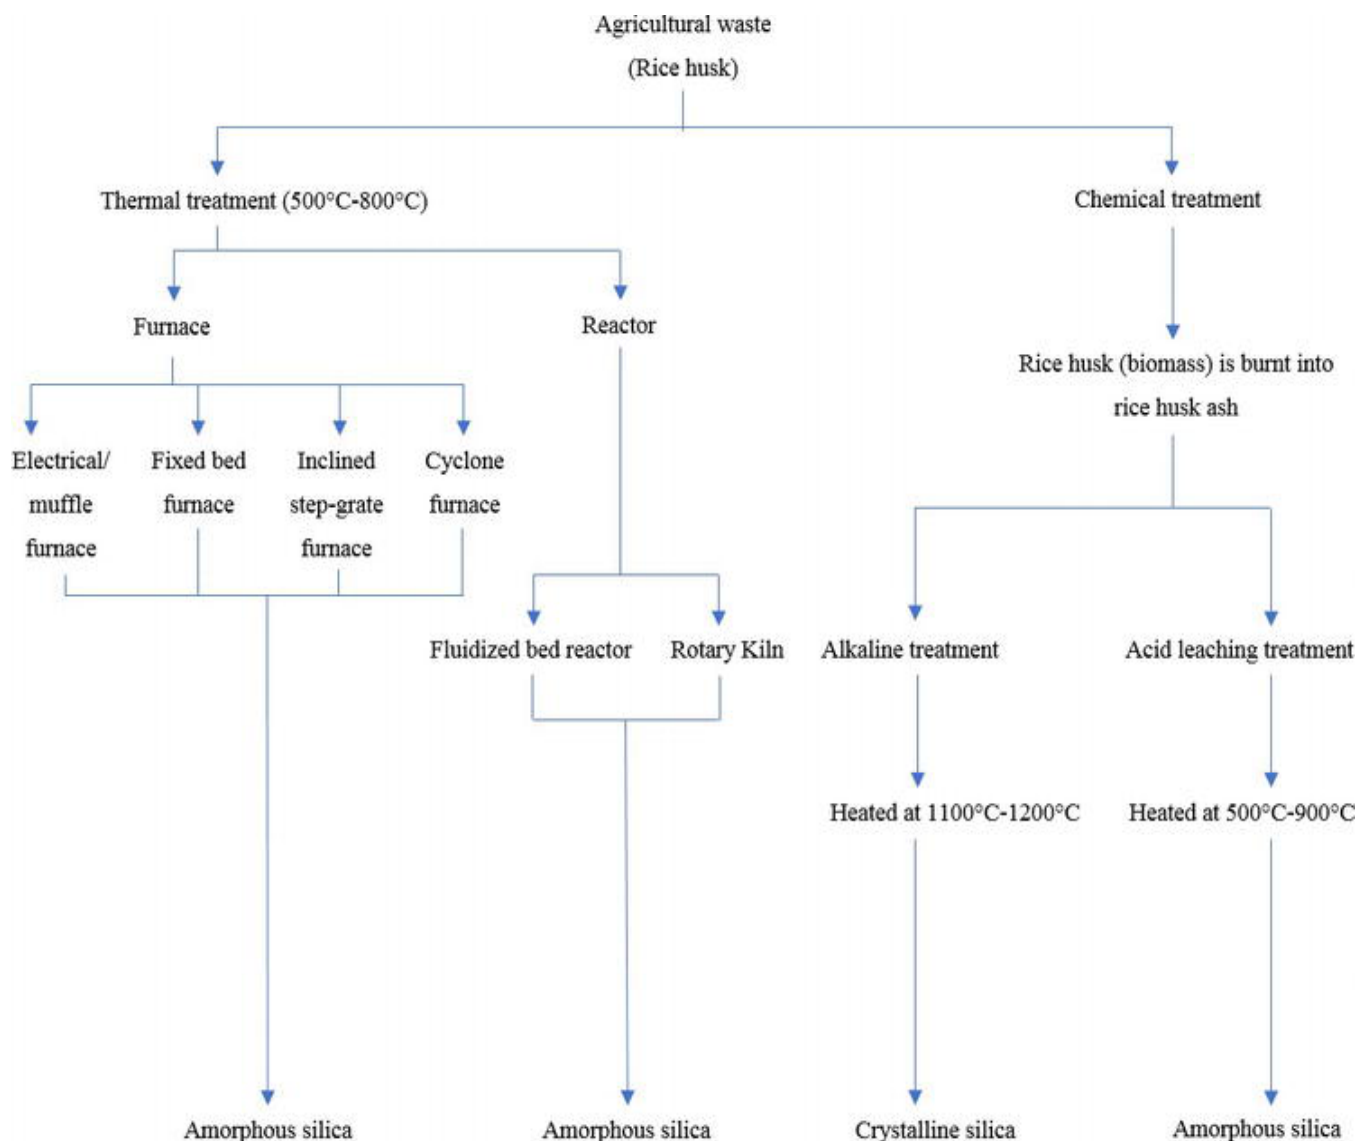 Agricultural waste
(Rice husk)
Thermal treatment (500°C-800°C)
Chemical treatment
Furnace
Reactor
Rice husk (biomass) is burnt into
rice husk ash
Electrical/
muffle
furnace
Fixed bed
furnace
Inclined
step-grate
furnace
Cyclone
furnace
Fluidized bed reactor
Rotary Kiln
Alkaline treatment
Acid leaching treatment
Heated at 1100°C-1200°C
Heated at 500°C-900°C
Amorphous silica
Amorphous silica
Crystalline silica
Amorphous silica